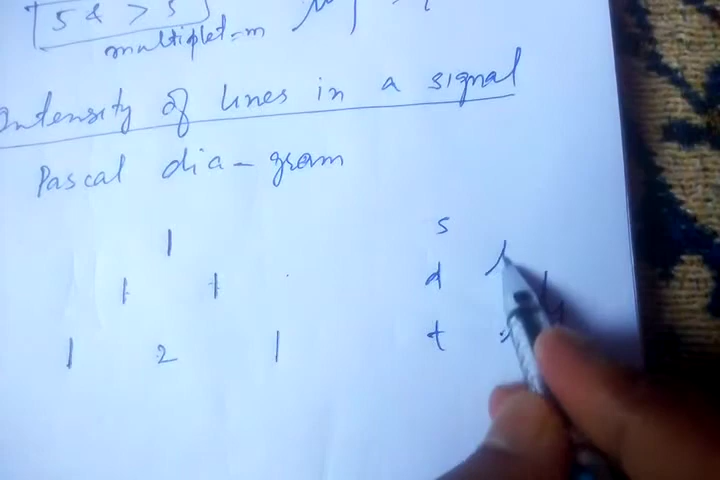 5 & > 5
multiplet=m
Intensity of lines in a signal
Pascal dia-gram
1 s
1 1 d
1 2 1 t